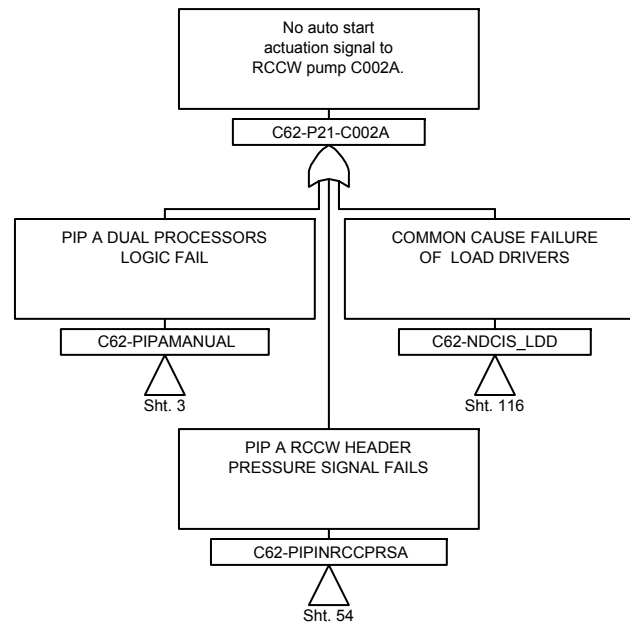 No auto start
actuation signal to
RCCW pump C002A.
C62-P21-C002A
PIP A DUAL PROCESSORS
LOGIC FAIL
C62-PIPAMANUAL
Sht. 3
COMMON CAUSE FAILURE
OF LOAD DRIVERS
C62-NDCIS_LDD
Sht. 116
PIP A RCCW HEADER
PRESSURE SIGNAL FAILS
C62-PIPINRCCPRSA
Sht. 54